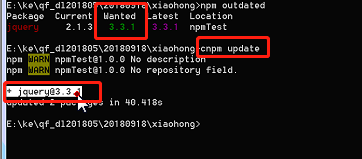 E:\ke\qf_dl201805\20180918\xiaohong>npm outdated
Package Current Wanted Latest Location
jquery 2.1.3 3.3.1 3.3.1 npmTest
E:\ke\qf_dl201805\20180918\xiaohong>cnpm update
npm WARN npmTest@1.0.0 No description
npm WARN npmTest@1.0.0 No repository field.
+ jquery@3.3.1
updated 2 packages in 40.418s
E:\ke\qf_dl201805\20180918\xiaohong>